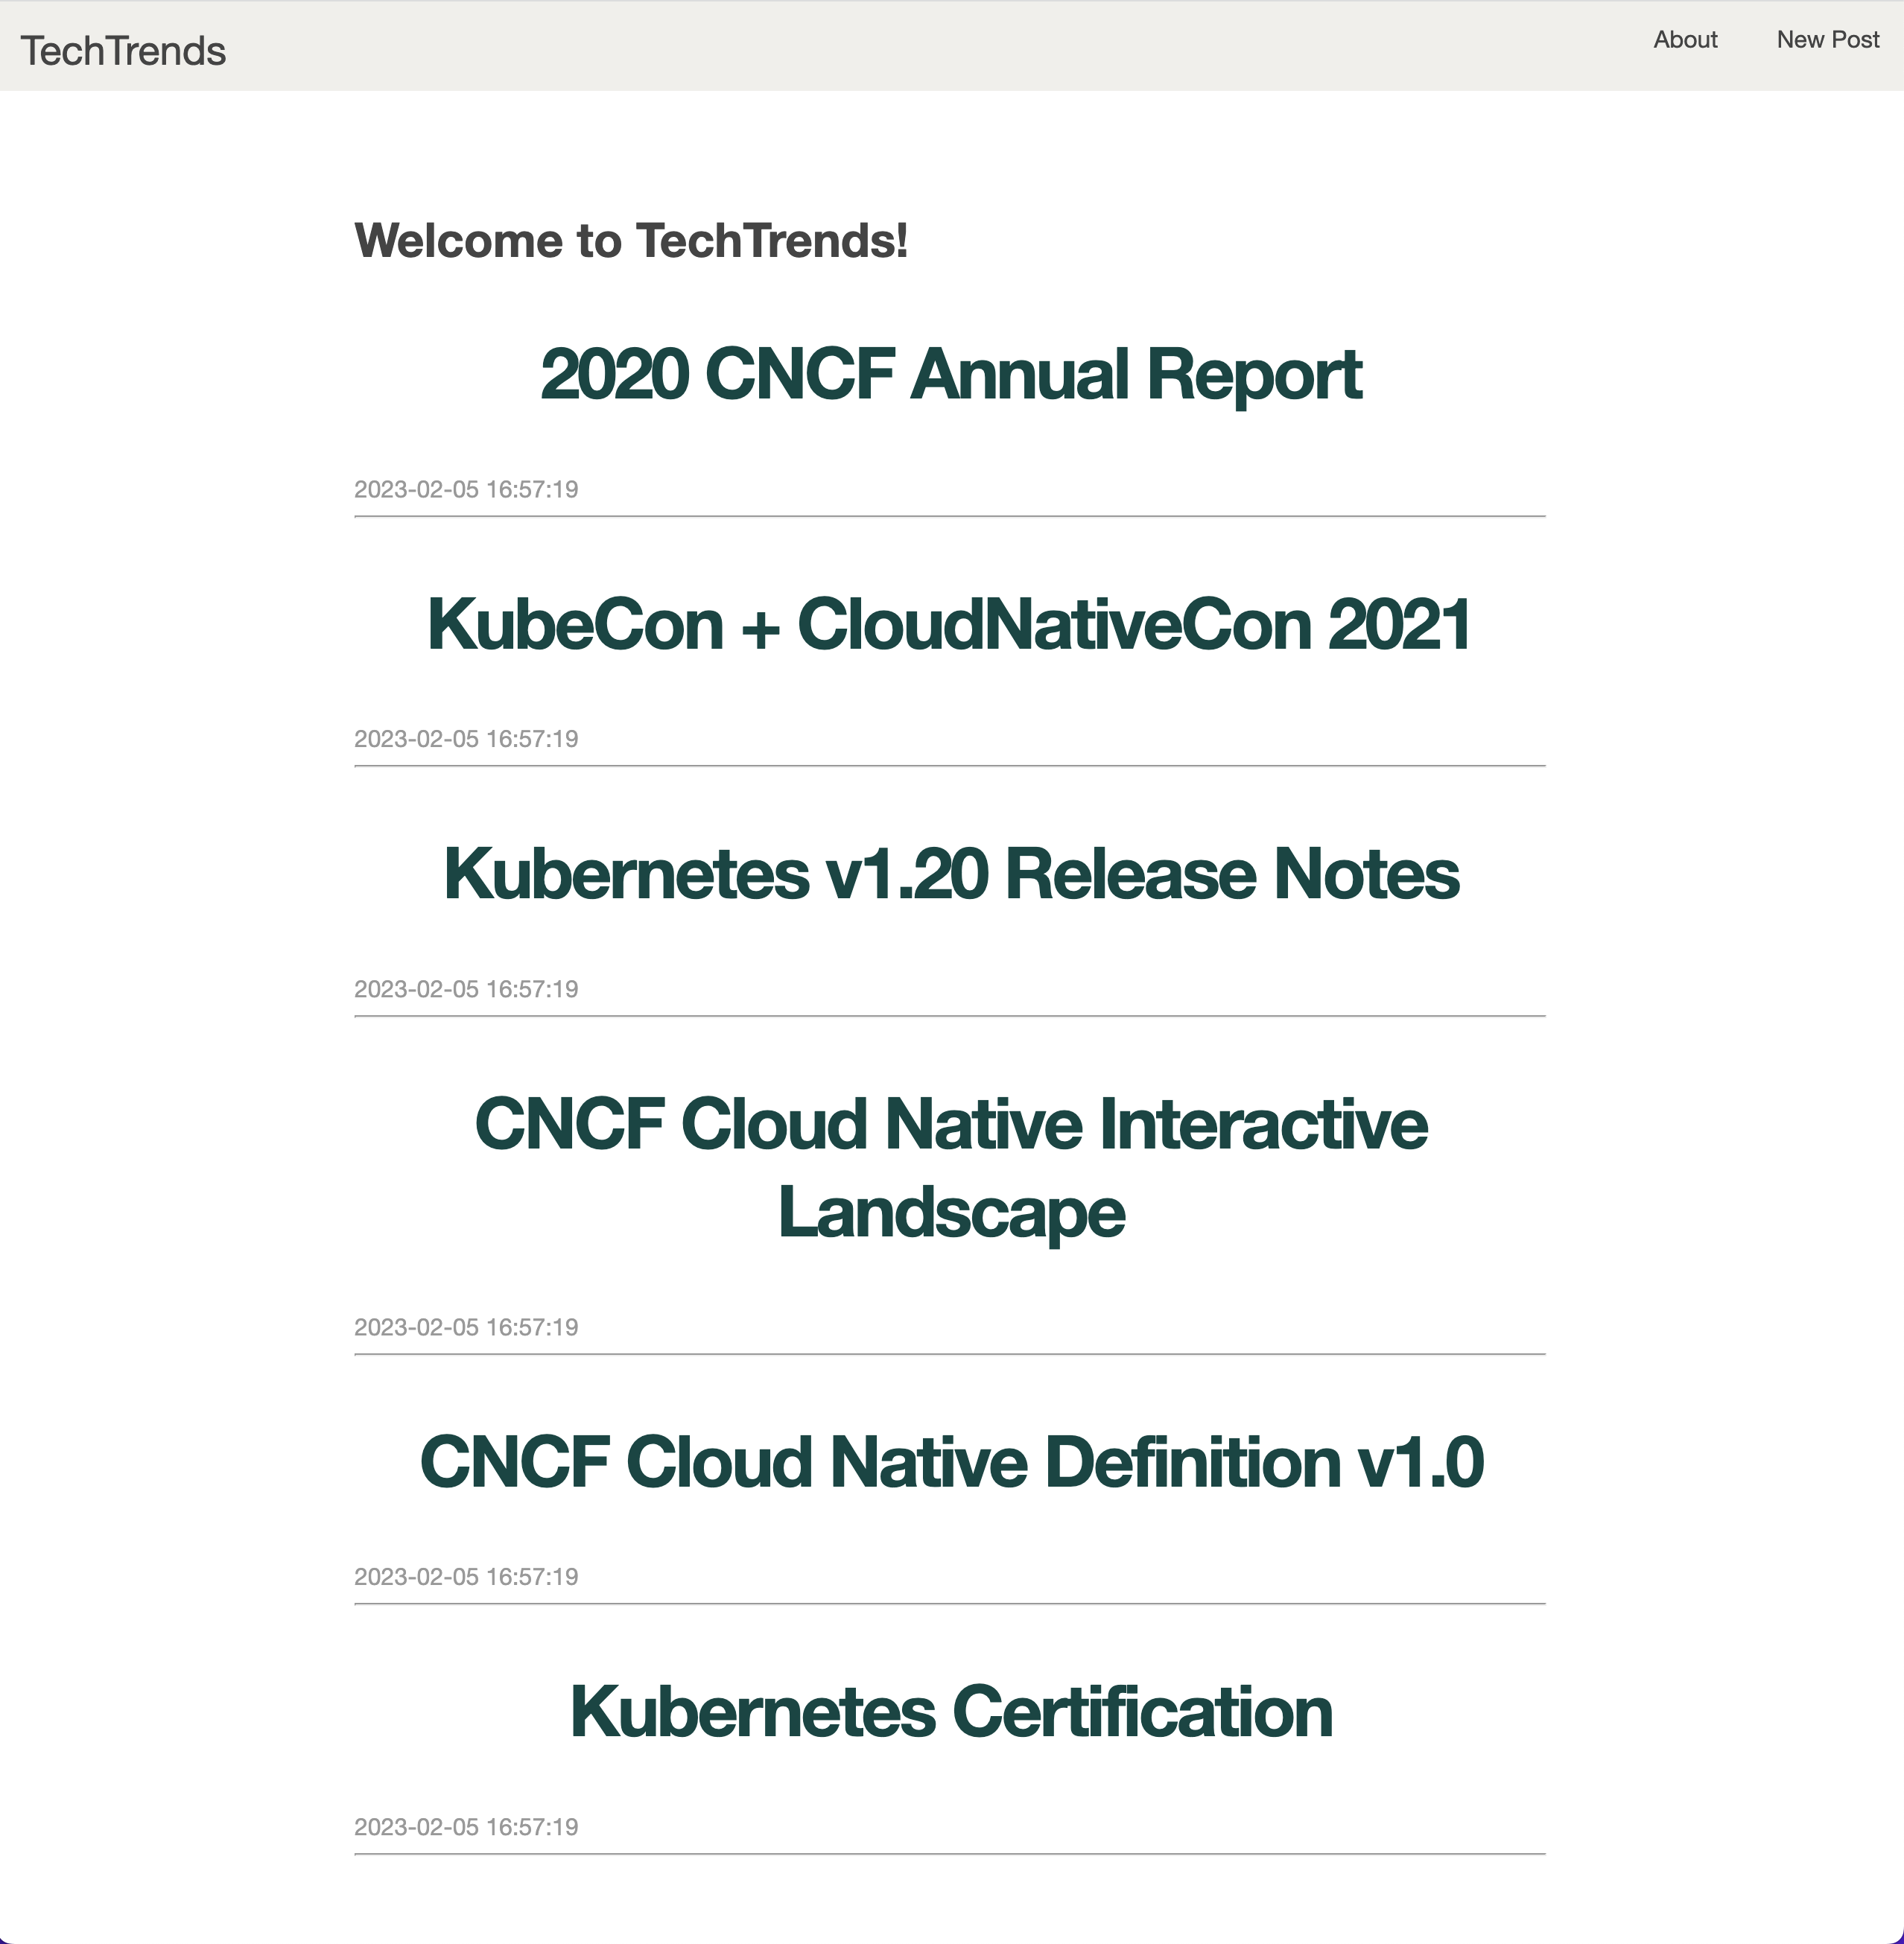 TechTrends
About New Post
Welcome to TechTrends!
2020 CNCF Annual Report
2023-02-05 16:57:19
KubeCon + CloudNativeCon 2021
2023-02-05 16:57:19
Kubernetes v1.20 Release Notes
2023-02-05 16:57:19
CNCF Cloud Native Interactive
Landscape
2023-02-05 16:57:19
CNCF Cloud Native Definition v1.0
2023-02-05 16:57:19
Kubernetes Certification
2023-02-05 16:57:19